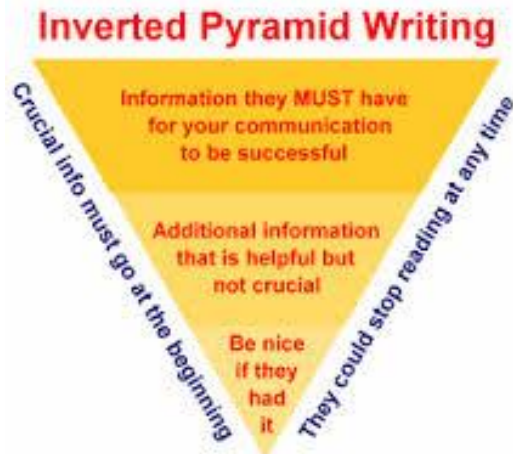 Inverted Pyramid Writing
Information they MUST have
for your communication
to be successful
Additional information
that is helpful but
not crucial
Be nice
if they
had
it
Crucial info must go at the beginning
They could stop reading at any time